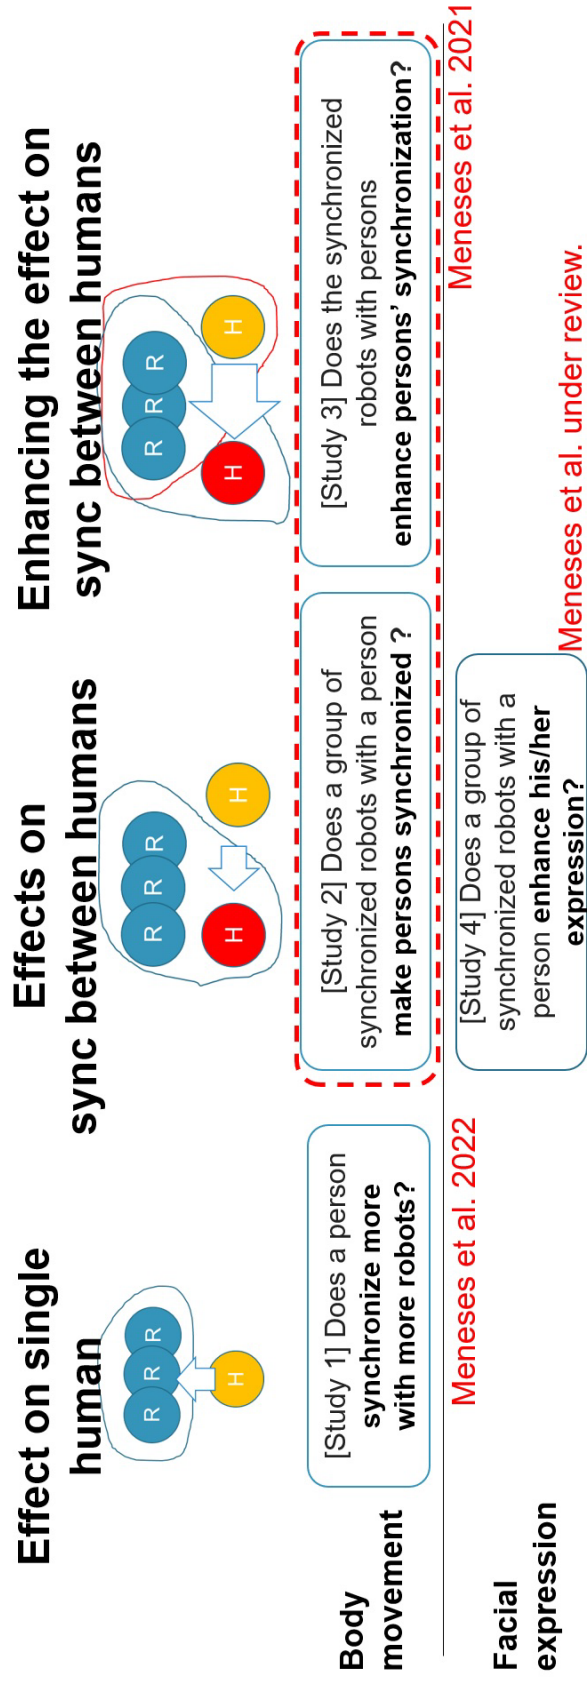 Effect on single
human
R
R
R
H
Effects on
sync between humans
R
R
R
H
H
Enhancing the effect on
sync between humans
R
R
R
H
H
Body
movement
[Study 1] Does a person
synchronize more
with more robots?
[Study 2] Does a group of
synchronized robots with a person
make persons synchronized ?
[Study 3] Does the synchronized
robots with persons
enhance persons' synchronization?
Meneses et al. 2022
Meneses et al. 2021
Facial
expression
[Study 4] Does a group of
synchronized robots with a
person enhance his/her
expression?
Meneses et al. under review.